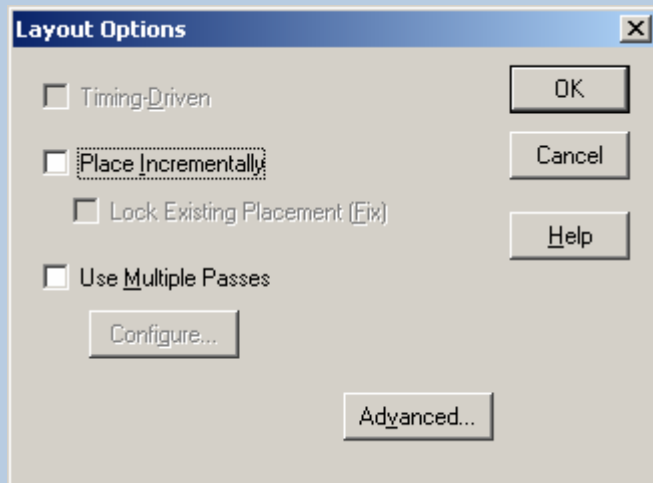 Layout Options
Timing-Driven
OK
Place Incrementally
Cancel
Lock Existing Placement (Fix)
Help
Use Multiple Passes
Configure...
Advanced...